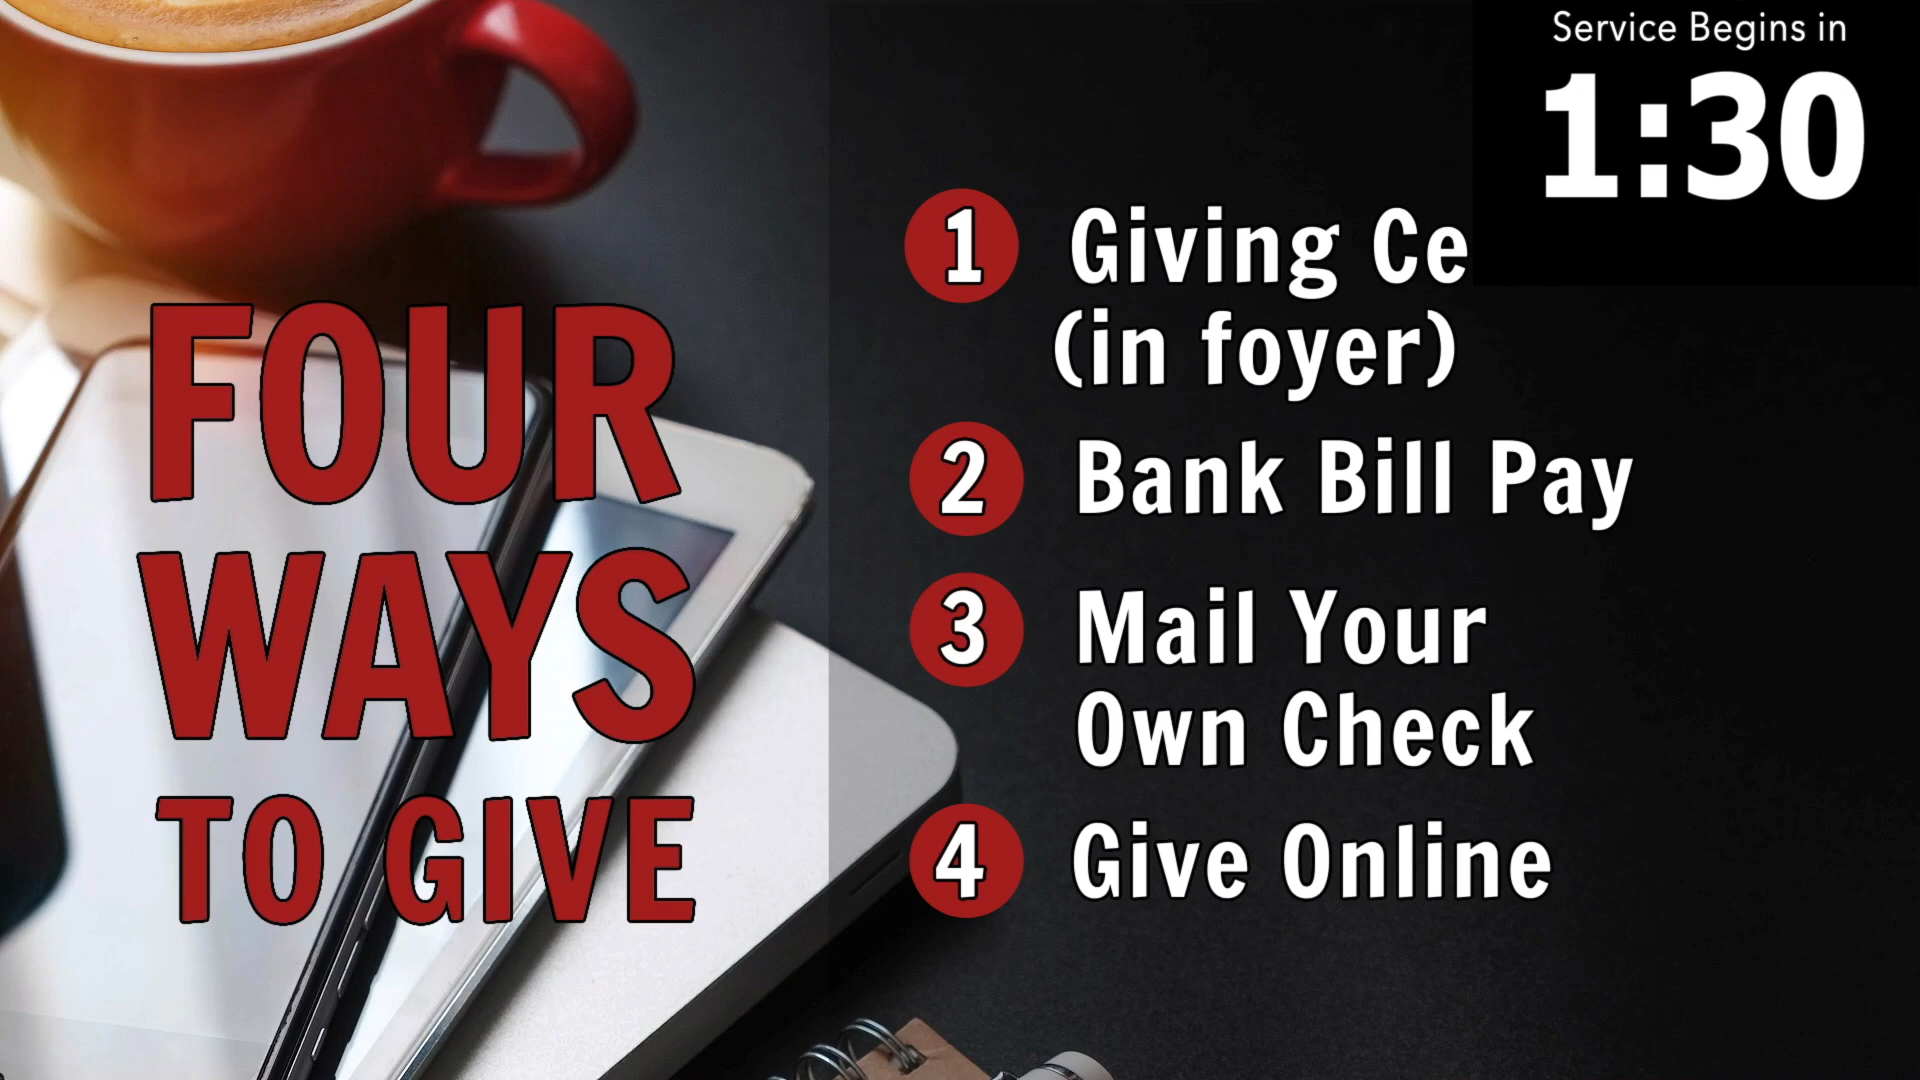 Service Begins in
1:30
FOUR
WAYS
TO GIVE
1 Giving Ce
(in foyer)
2 Bank Bill Pay
3 Mail Your
Own Check
4 Give Online